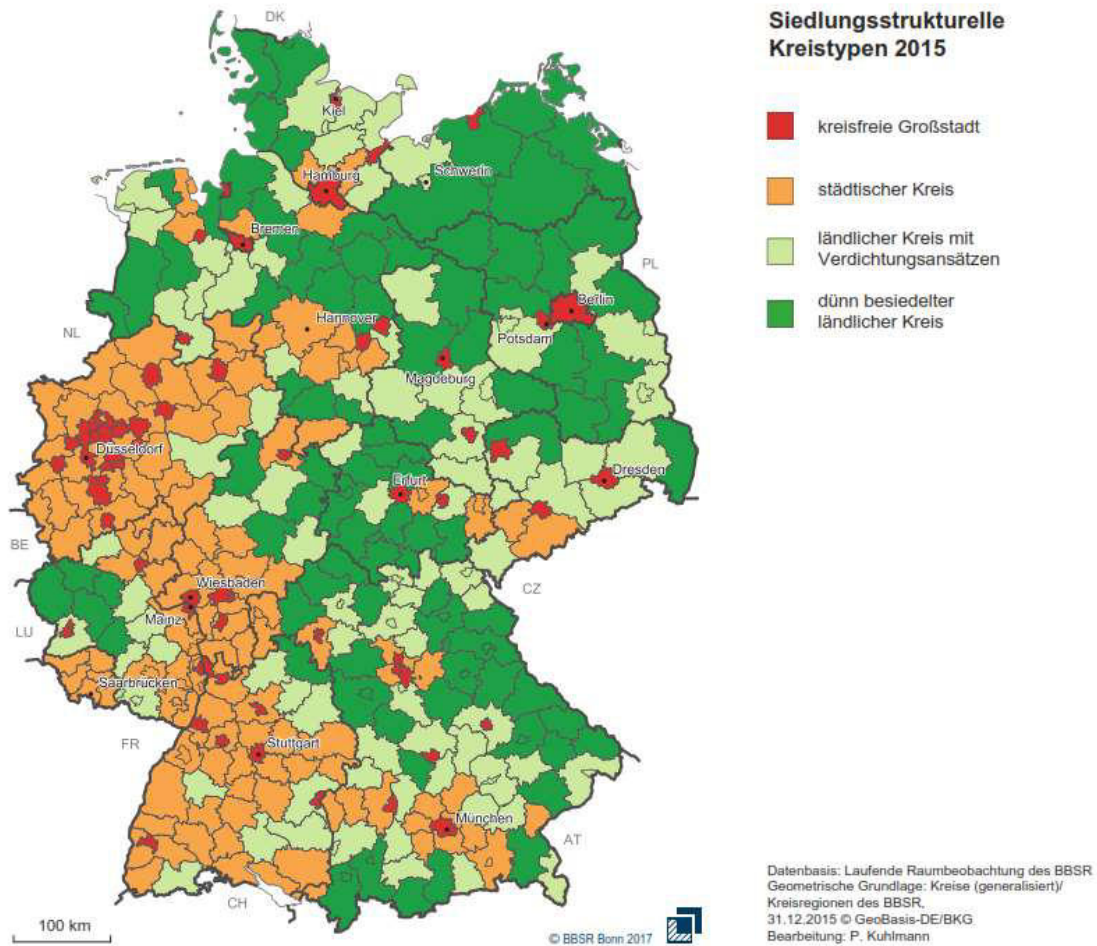 Siedlungsstrukturelle
Kreistypen 2015
kreisfreie Großstadt
städtischer Kreis
ländlicher Kreis mit
Verdichtungsansätzen
dünn besiedelter
ländlicher Kreis
DK
Kiel
Hamburg
Schwerin
Bremen
PL
Berlin
NL
Hannover
Potsdam
Magdeburg
Düsseldorf
Dresden
Erfurt
BE
Wiesbaden
CZ
Mainz
LU
Saarbrücken
FR
Stuttgart
München
AT
CH
100 km
© BBSR Bonn 2017
Datenbasis: Laufende Raumbeobachtung des BBSR
Geometrische Grundlage: Kreise (generalisiert)/
Kreisregionen des BBSR,
31.12.2015 © GeoBasis-DE/BKG
Bearbeitung: P. Kuhlmann